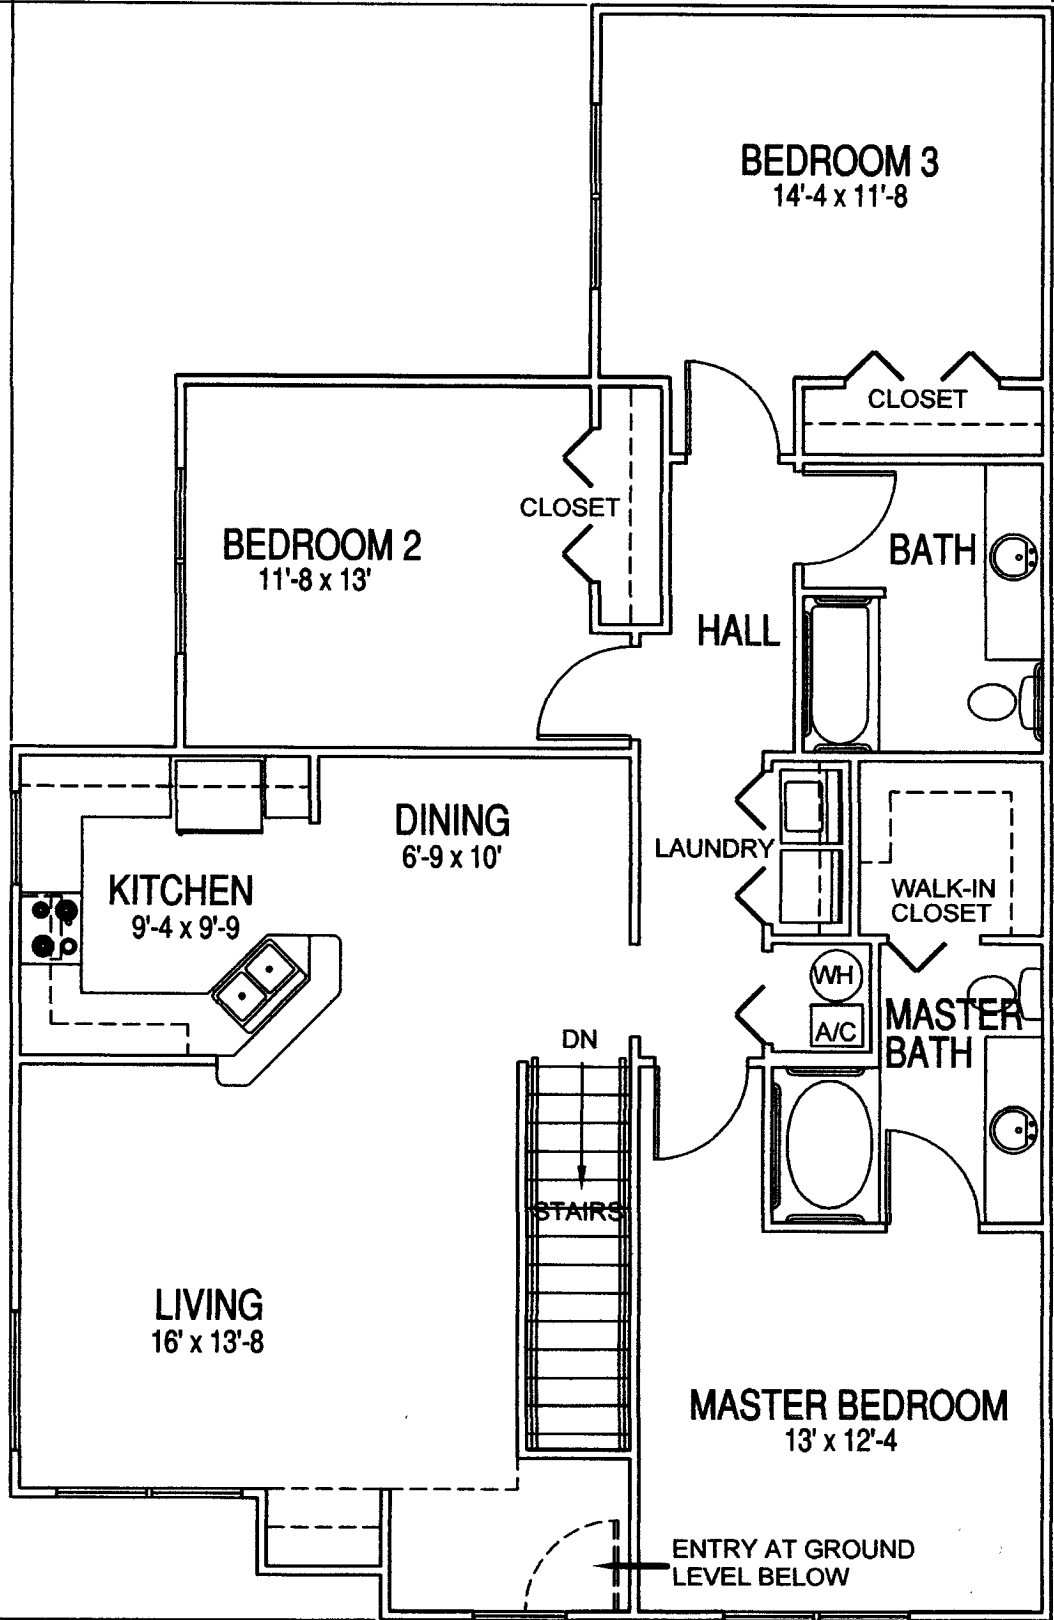 BEDROOM 3
14'-4 x 11'-8
CLOSET
CLOSET
BEDROOM 2
11'-8 x 13'
BATH
HALL
DINING
6'-9 x 10'
LAUNDRY
KITCHEN
9'-4 x 9'-9
WALK-IN
CLOSET
WH
A/C
MASTER
BATH
DN
STAIRS
LIVING
16' x 13'-8
MASTER BEDROOM
13' x 12'-4
ENTRY AT GROUND
LEVEL BELOW